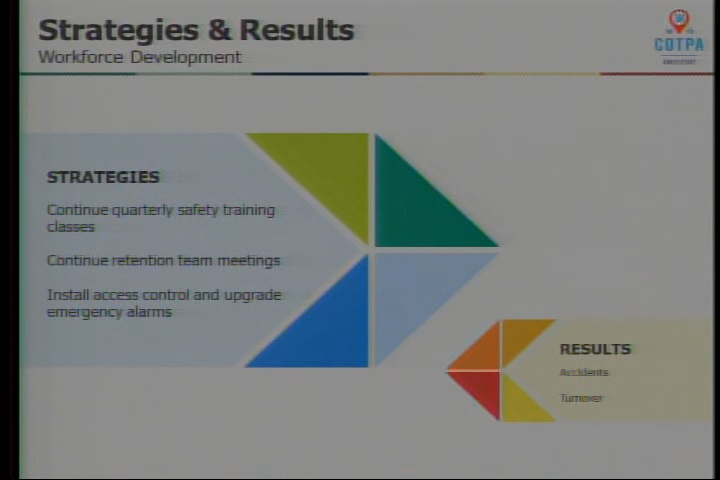 Strategies & Results
Workforce Development
COTPA
STRATEGIES
Continue quarterly safety training
classes
Continue retention team meetings
Install access control and upgrade
emergency alarms
RESULTS
Accidents
Turnover